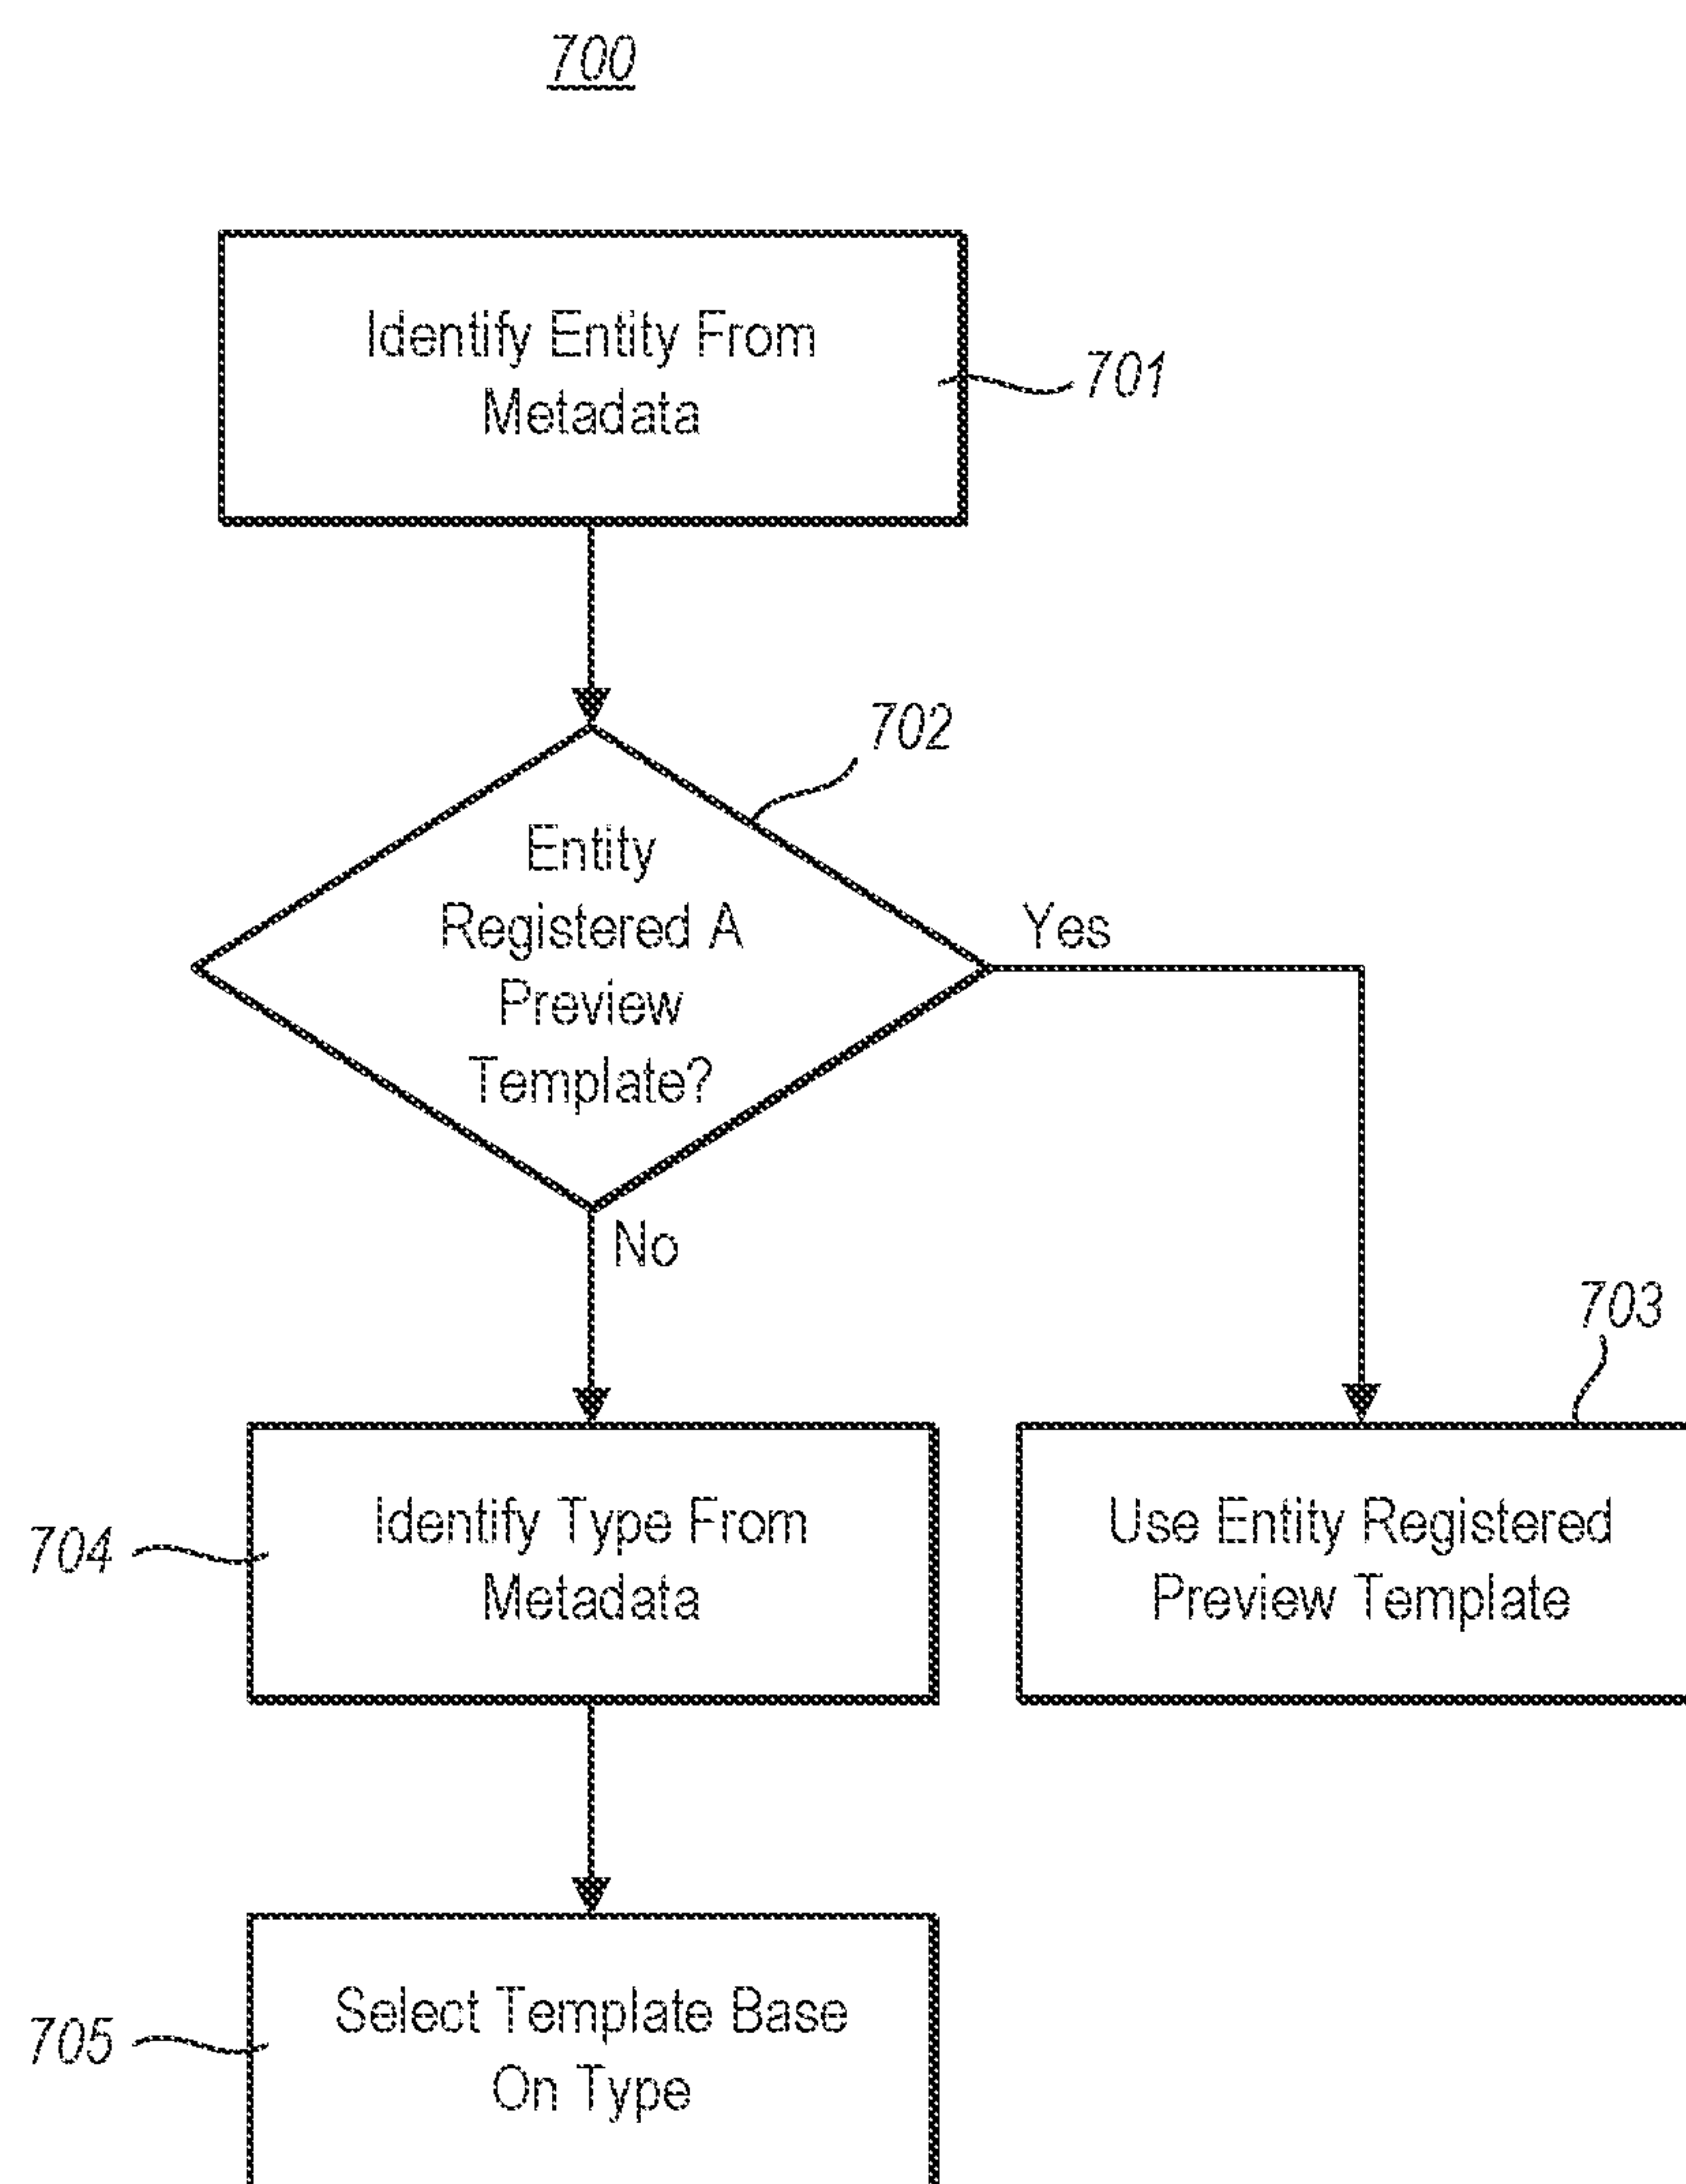 700
Identify Entity From
Metadata
701
702
Entity
Registered A
Preview
Template?
Yes
No
703
704
Identify Type From
Metadata
Use Entity Registered
Preview Template
705
Select Template Base
On Type